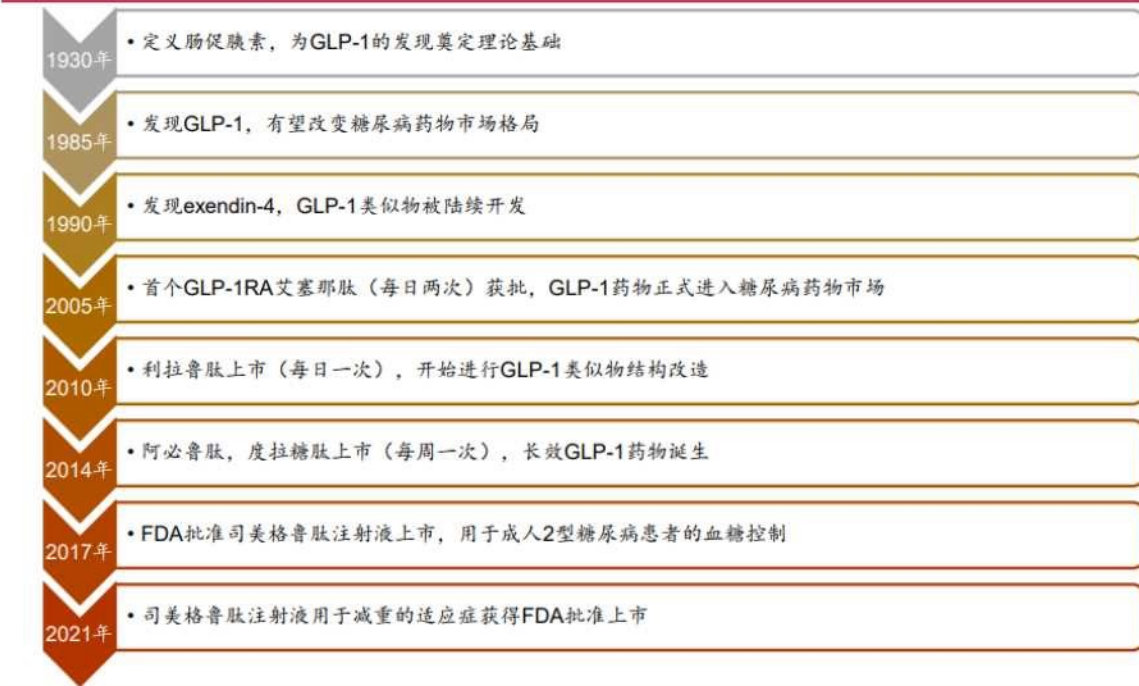 1930年
• 定义肠促胰素，为GLP-1的发现奠定理论基础
1985年
• 发现GLP-1，有望改变糖尿病药物市场格局
1990年
• 发现exendin-4，GLP-1类似物被陆续开发
2005年
• 首个GLP-1RA艾塞那肽（每日两次）获批，GLP-1药物正式进入糖尿病药物市场
2010年
• 利拉鲁肽上市（每日一次），开始进行GLP-1类似物结构改造
2014年
• 阿必鲁肽，度拉糖肽上市（每周一次），长效GLP-1药物诞生
2017年
• FDA批准司美格鲁肽注射液上市，用于成人2型糖尿病患者的血糖控制
2021年
• 司美格鲁肽注射液用于减重的适应症获得FDA批准上市